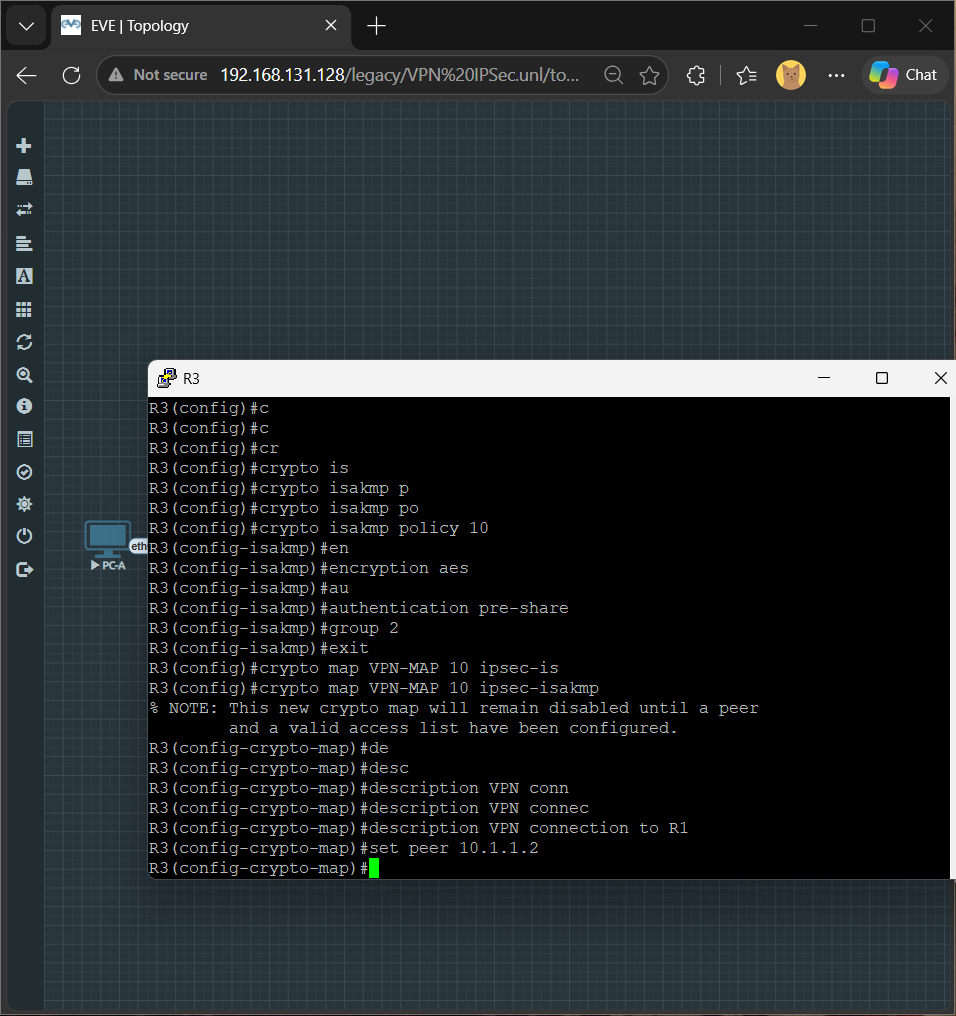 EVE | Topology
Not secure 192.168.131.128/legacy/VPN%20IPSec.unl/to...
Chat
R3
R3(config)#c
R3(config)#c
R3(config)#cr
R3(config)#crypto is
R3(config)#crypto isakmp p
R3(config)#crypto isakmp po
R3(config)#crypto isakmp policy 10
R3(config-isakmp)#en
R3(config-isakmp)#encryption aes
R3(config-isakmp)#au
R3(config-isakmp)#authentication pre-share
R3(config-isakmp)#group 2
R3(config-isakmp)#exit
R3(config)#crypto map VPN-MAP 10 ipsec-is
R3(config)#crypto map VPN-MAP 10 ipsec-isakmp
% NOTE: This new crypto map will remain disabled until a peer
and a valid access list have been configured.
R3(config-crypto-map)#de
R3(config-crypto-map)#desc
R3(config-crypto-map)#description VPN conn
R3(config-crypto-map)#description VPN connec
R3(config-crypto-map)#description VPN connection to R1
R3(config-crypto-map)#set peer 10.1.1.2
R3(config-crypto-map)#
eth
PC-A